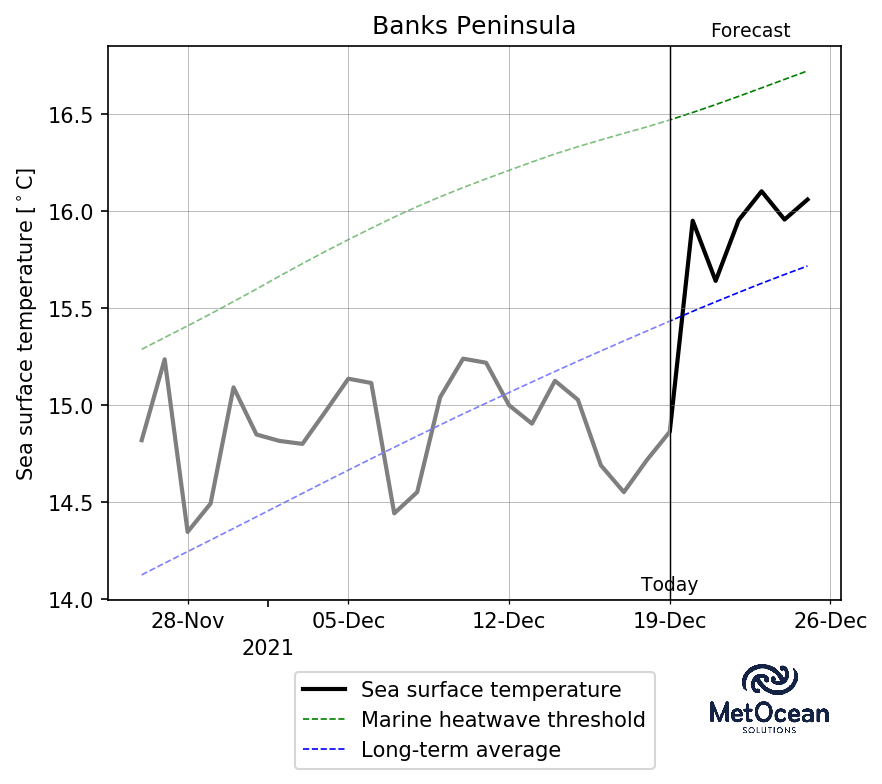 Banks Peninsula
Forecast
Sea surface temperature [°C]
16.5
16.0
15.5
15.0
14.5
14.0
Today
28-Nov 05-Dec 12-Dec 19-Dec 26-Dec
2021
Sea surface temperature
Marine heatwave threshold
Long-term average
MetOcean
SOLUTIONS